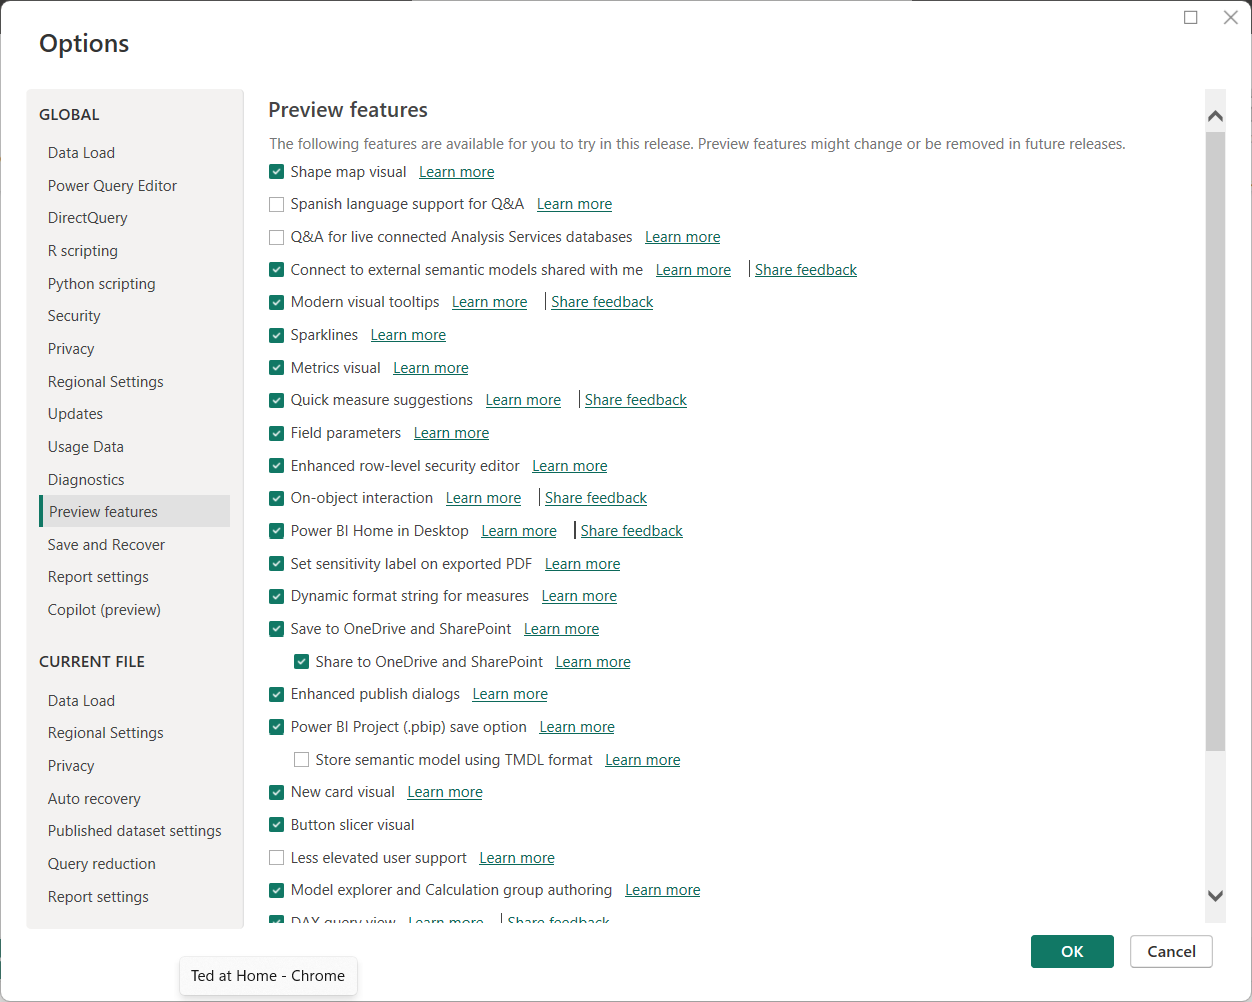 Options
GLOBAL
Data Load
Power Query Editor
DirectQuery
R scripting
Python scripting
Security
Privacy
Regional Settings
Updates
Usage Data
Diagnostics
Preview features
Save and Recover
Report settings
Copilot (preview)
CURRENT FILE
Data Load
Regional Settings
Privacy
Auto recovery
Published dataset settings
Query reduction
Report settings
Preview features
The following features are available for you to try in this release. Preview features might change or be removed in future releases.
Shape map visual Learn more
Spanish language support for Q&A Learn more
Q&A for live connected Analysis Services databases Learn more
Connect to external semantic models shared with me Learn more | Share feedback
Modern visual tooltips Learn more | Share feedback
Sparklines Learn more
Metrics visual Learn more
Quick measure suggestions Learn more | Share feedback
Field parameters Learn more
Enhanced row-level security editor Learn more
On-object interaction Learn more | Share feedback
Power BI Home in Desktop Learn more | Share feedback
Set sensitivity label on exported PDF Learn more
Dynamic format string for measures Learn more
Save to OneDrive and SharePoint Learn more
Share to OneDrive and SharePoint Learn more
Enhanced publish dialogs Learn more
Power BI Project (.pbip) save option Learn more
Store semantic model using TMDL format Learn more
New card visual Learn more
Button slicer visual
Less elevated user support Learn more
Model explorer and Calculation group authoring Learn more
DAX query view Learn more | Share feedback
OK
Cancel
Ted at Home - Chrome